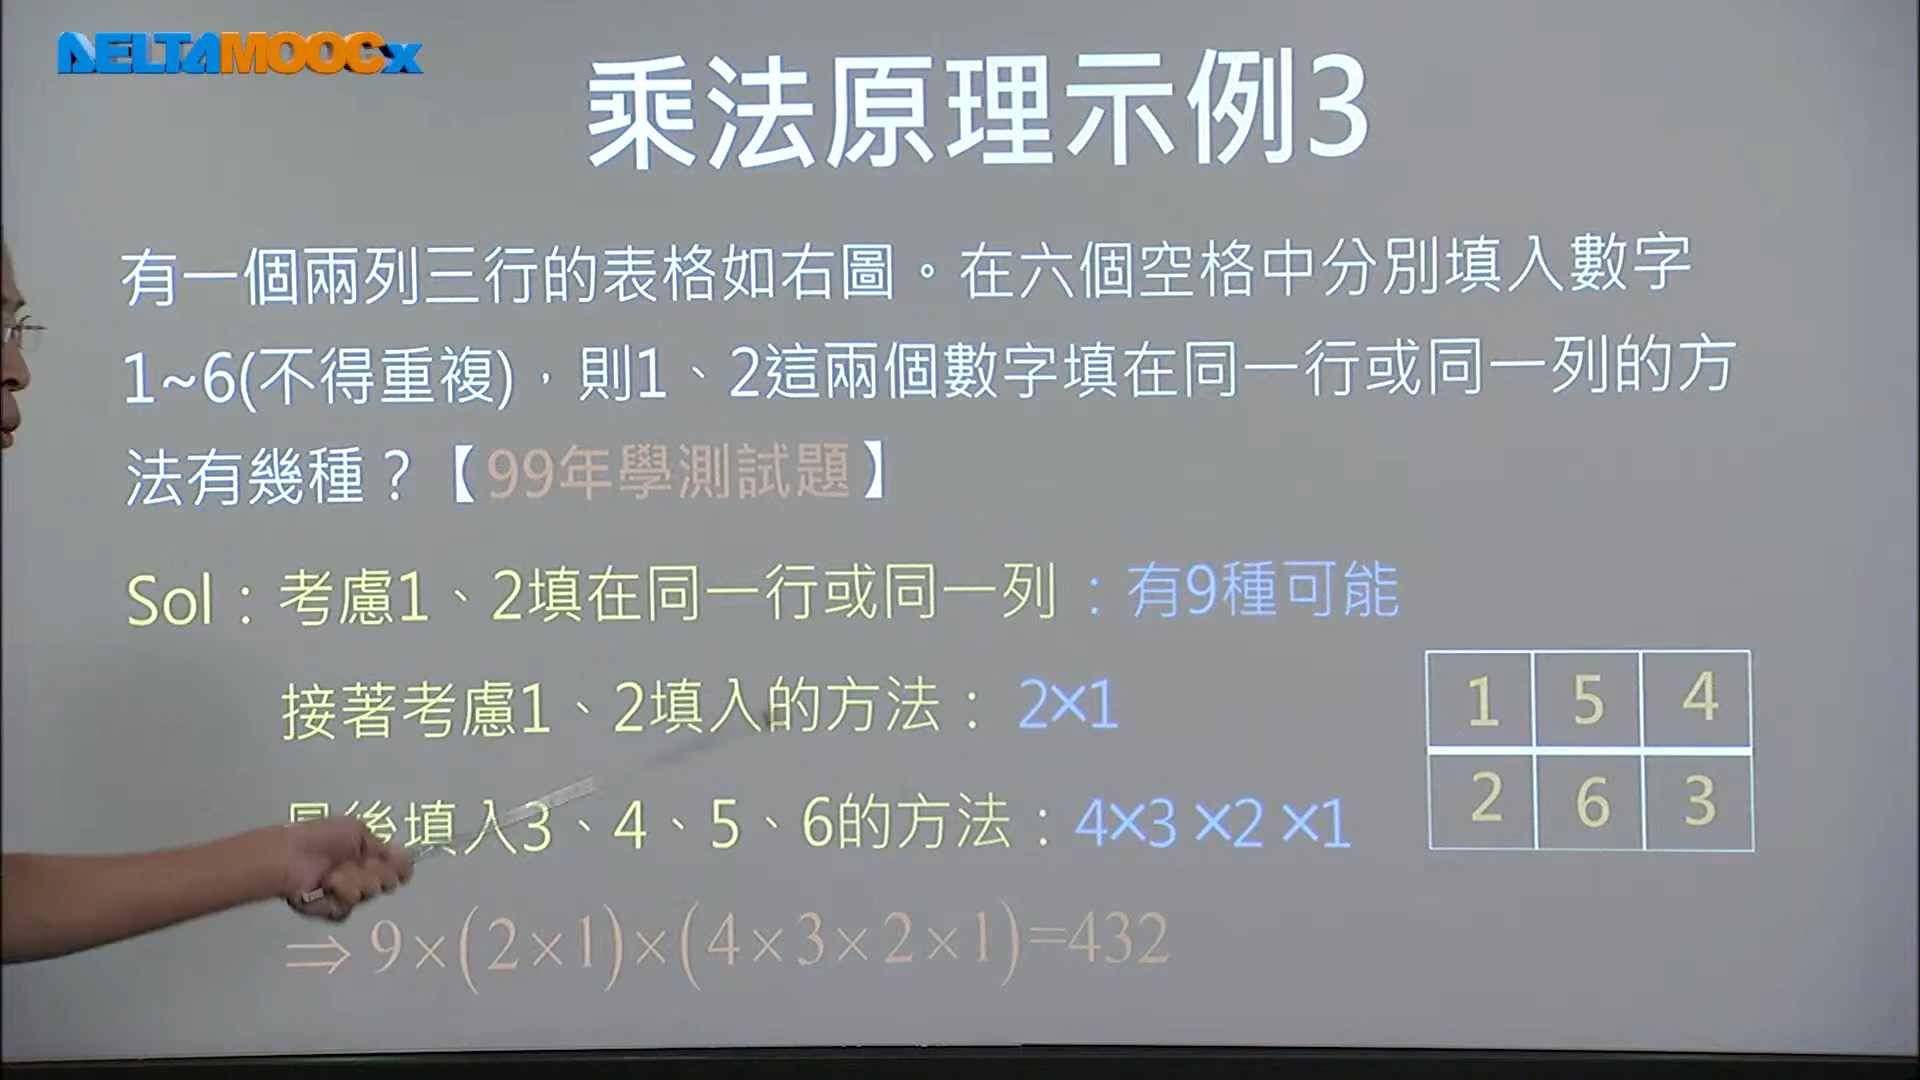 DELTAMOOCx
乘法原理示例3
有一個兩列三行的表格如右圖。在六個空格中分別填入數字
1~6(不得重複)，則1、2這兩個數字填在同一行或同一列的方
法有幾種？【99年學測試題】
Sol：考慮1、2填在同一行或同一列：有9種可能
接著考慮1、2填入的方法：2×1
最後填入3、4、5、6的方法：4×3×2×1
1 5 4
2 6 3
⇒9×(2×1)×(4×3×2×1)=432